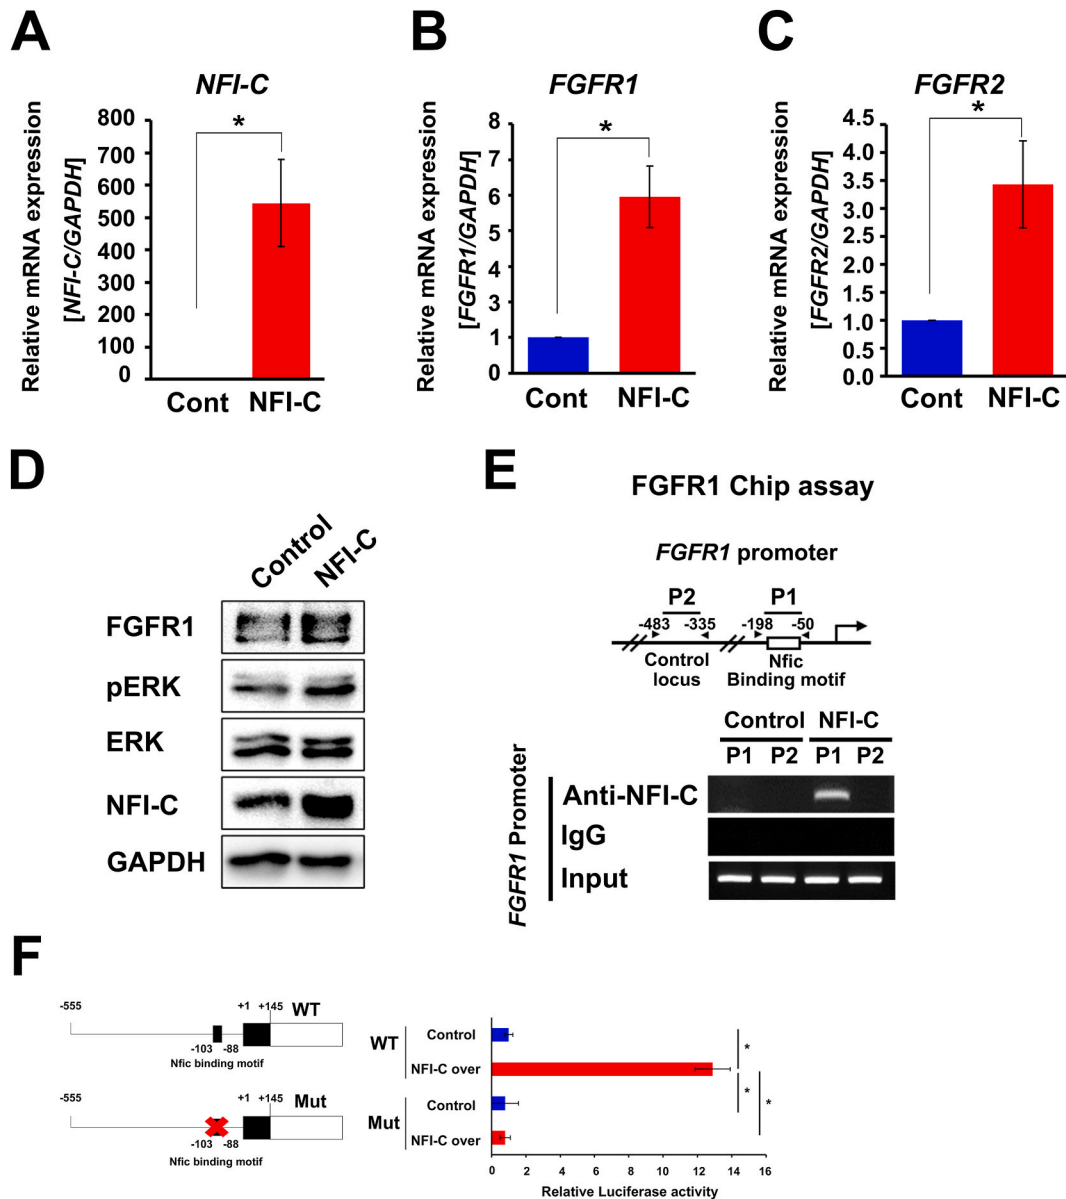 A
NFI-C
Relative mRNA expression
[NFI-C/GAPDH]
800
700
600
500
400
300
200
100
0
*
Cont NFI-C
B
FGFR1
Relative mRNA expression
[FGFR1/GAPDH]
8
7
6
5
4
3
2
1
0
*
Cont NFI-C
C
FGFR2
Relative mRNA expression
[FGFR2/GAPDH]
4.5
4.0
3.5
3.0
2.5
2.0
1.5
1.0
0.5
0.0
*
Cont NFI-C
D
Control NFI-C
FGFR1
pERK
ERK
NFI-C
GAPDH
E
FGFR1 Chip assay
FGFR1 promoter
P2 P1
-483 -335 -198 -50
Control Nfic
locus Binding motif
Control NFI-C
P1 P2 P1 P2
FGFR1 Promoter
Anti-NFI-C
IgG
Input
F
-555 +1 +145 WT
-103 -88
Nfic binding motif
-555 +1 +145 Mut
-103 -88
Nfic binding motif
WT
Control
NFI-C over
Mut
Control
NFI-C over
*
*
*
0 2 4 6 8 10 12 14 16
Relative Luciferase activity